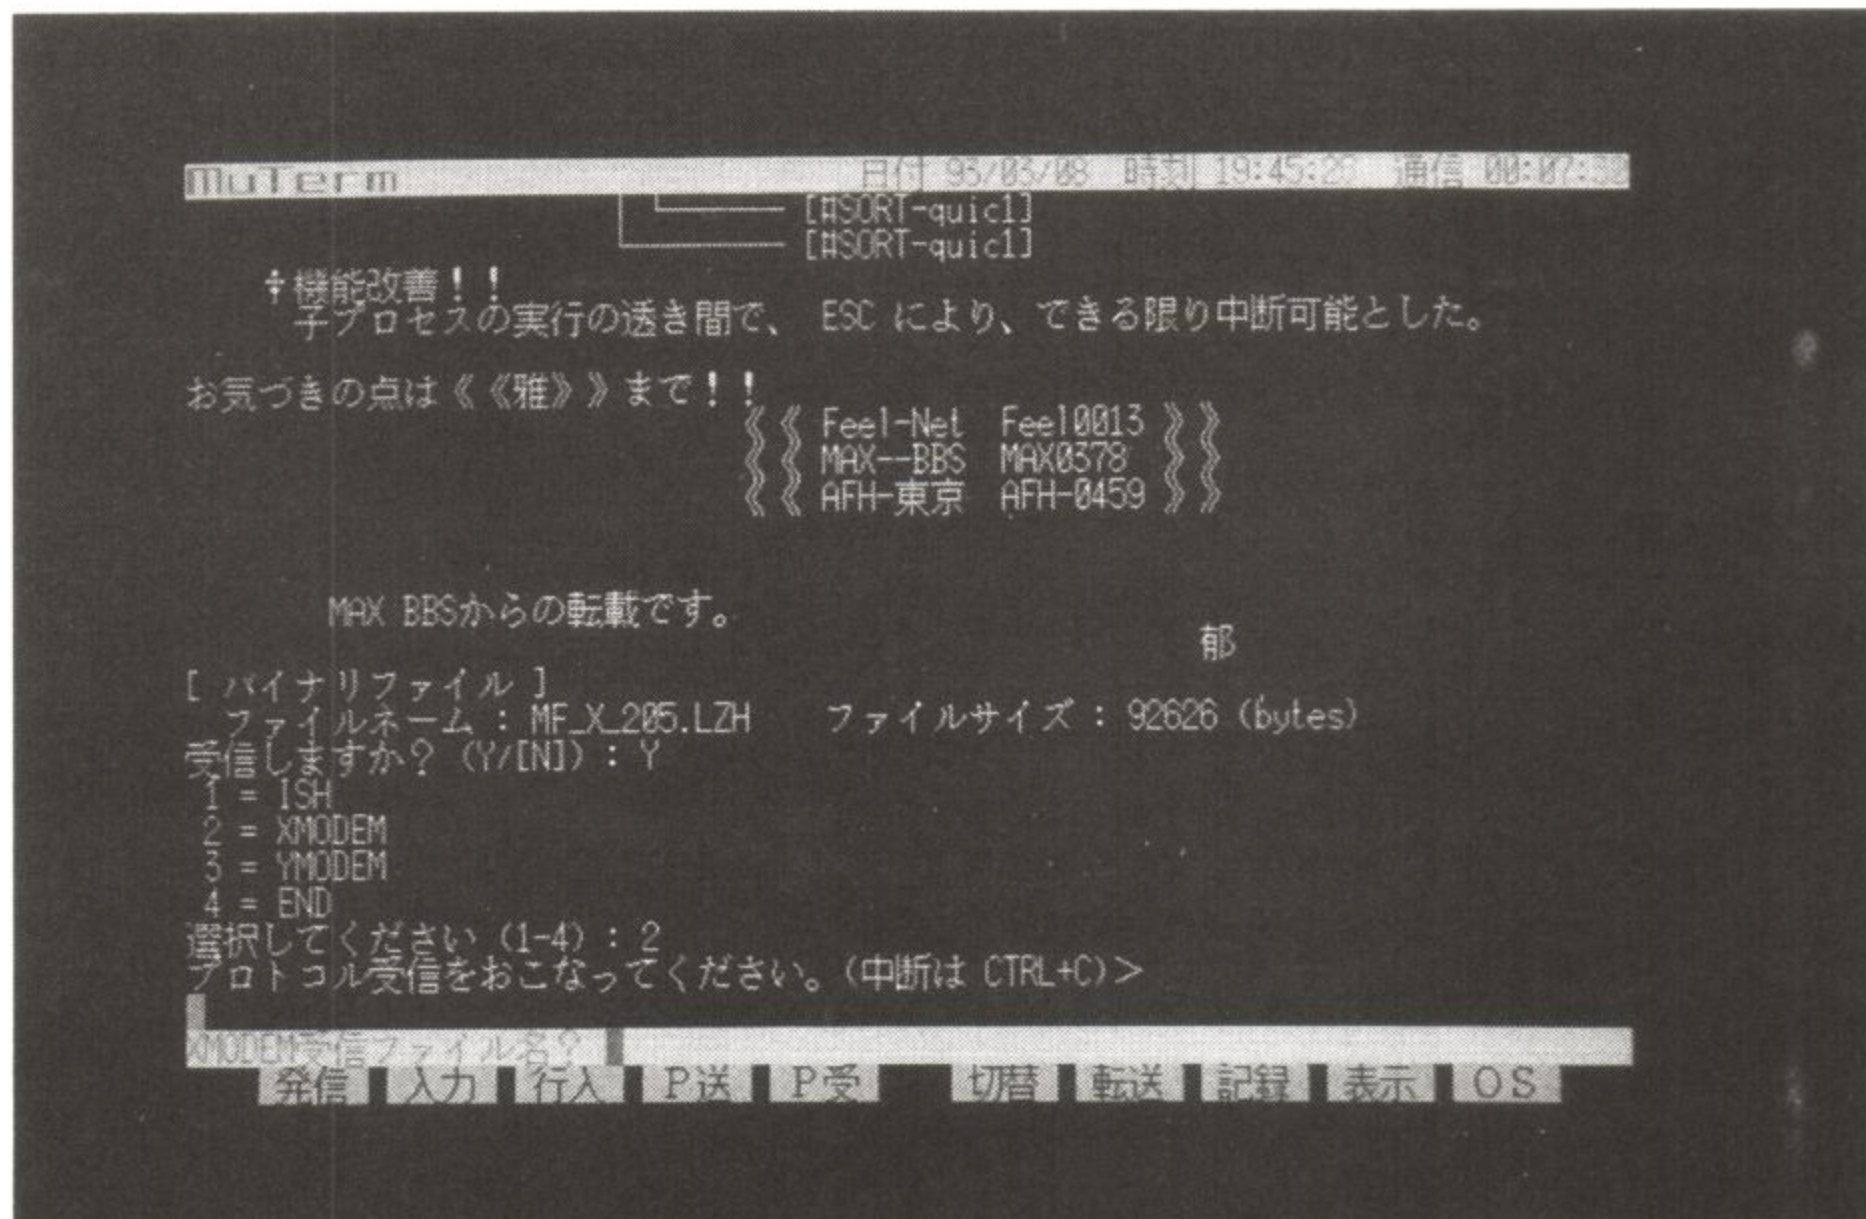 MuTerm 日付 93/03/08 時刻 19:45:2 通信 00:07:30
[#SORT-quic1]
[#SORT-quic1]
†機能改善!!
子プロセスの実行の透き間で、 ESC により、できる限り中断可能とした。
お気づきの点は《《雅》》まで!!
《《 Feel-Net Feel0013 》》
《《 MAX--BBS MAX0378 》》
《《 AFH-東京 AFH-0459 》》
MAX BBSからの転載です。
郁
[ バイナリファイル ]
ファイルネーム : MF_X_205.LZH ファイルサイズ : 92626 (bytes)
受信しますか? (Y/[N]) : Y
1 = ISH
2 = XMODEM
3 = YMODEM
4 = END
選択してください (1-4) : 2
プロトコル受信をおこなってください。(中断は CTRL+C)>
XMODEM受信ファイル名?
発信 入力 行入 P送 P受 切替 転送 記録 表示 OS